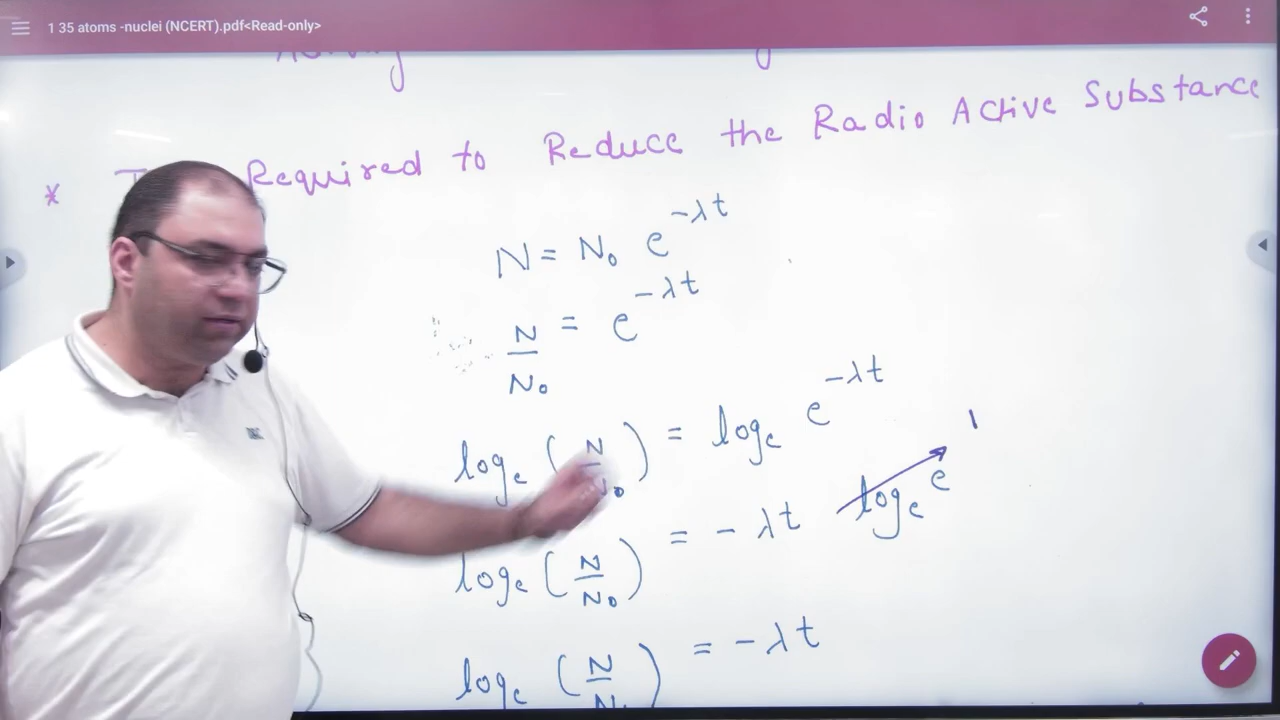 1 35 atoms -nuclei (NCERT).pdf<Read-only>
* Required to Reduce the Radio Active Substance
N = N₀ e^{-λt}
N/N₀ = e^{-λt}
logₑ (N/N₀) = logₑ e^{-λt}
logₑ (N/N₀) = -λt logₑ e 1
logₑ (N/N₀) = -λt